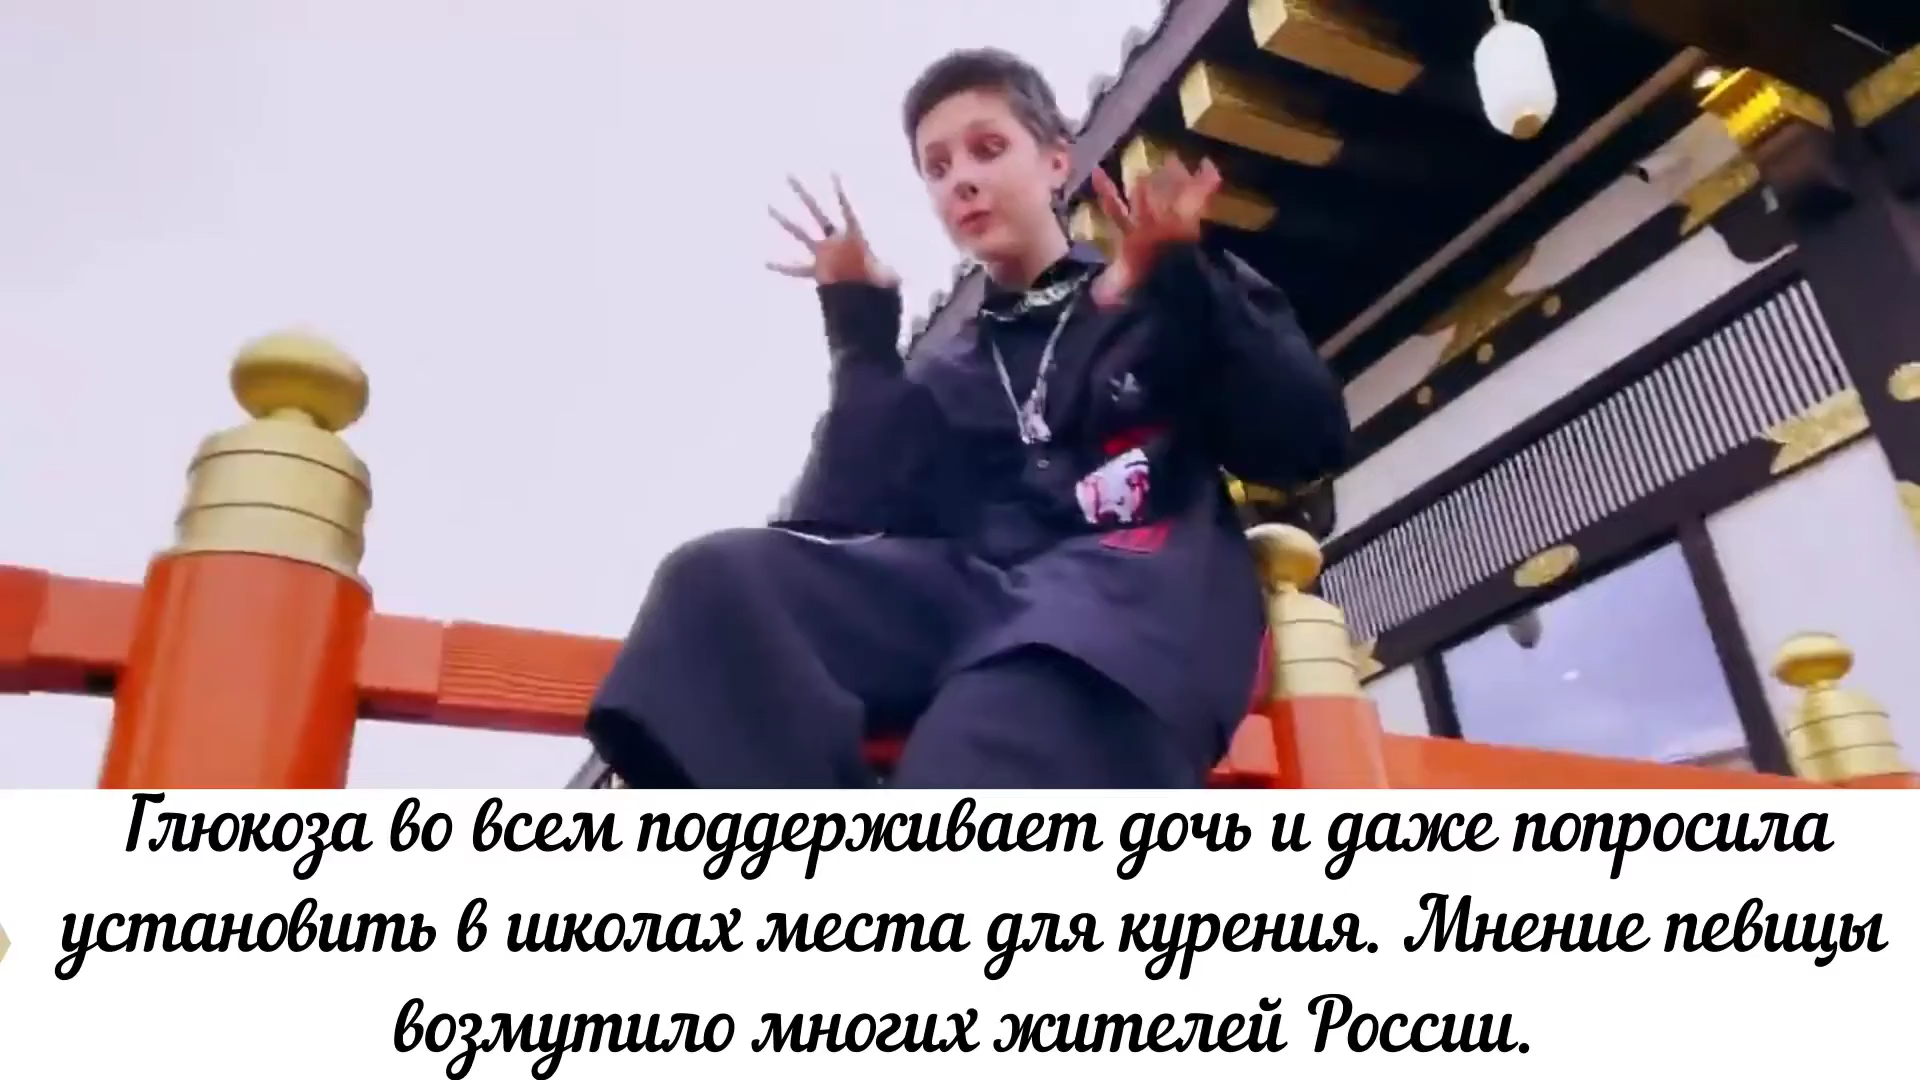 Глюкоза во всем поддерживает дочь и даже попросила
установить в школах места для курения. Мнение певицы
возмутило многих жителей России.